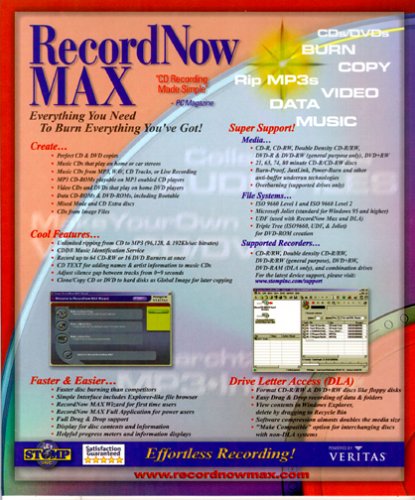 RecordNow
MAX
"CD Recording
Made Simple"
- PC Magazine
CDs/DVDs
BURN
COPY
Rip MP3s
VIDEO
DATA
MUSIC
Everything You Need
To Burn Everything You've Got!
Create...
• Perfect CD & DVD copies
• Music CDs that play on home or car stereos
• Music CDs from MP3, WAV, CD Tracks, or Live Recording
• MP3 CD-ROMs playable on MP3 enabled CD players
• Video CDs and DVDs that play on home DVD players
• Data CD-ROMs & DVD-ROMs, including Bootable
• Mixed Mode and CD Extra discs
• CDs from Image Files
Cool Features...
• Unlimited ripping from CD to MP3 (96,128, & 192Kb/sec bitrates)
• CDDB Music Identification Service
• Record up to 64 CD-RW or 16 DVD Burners at once
• CD TEXT for adding names & artist information to music CDs
• Adjust silence gap between tracks from 0~9 seconds
• Clone/Copy CD or DVD to hard disks as Global Image for later copying
Faster & Easier...
• Faster disc burning than competitors
• Simple Interface includes Explorer-like file browser
• RecordNow MAX Wizard for first time users
• RecordNow MAX Full Application for power users
• Full Drag & Drop support
• Display for disc contents and information
• Helpful progress meters and information displays
Super Support!
Media...
• CD-R, CD-RW, Double Density CD-R/RW,
DVD-R & DVD-RW (general purpose only), DVD+RW
• 21, 63, 74, 80 minute CD-R/CD-RW discs
• Burn-Proof, JustLink, Power-Burn and other
anti-buffer underrun technologies
• Overburning (supported drives only)
File Systems...
• ISO 9660 Level 1 and ISO 9660 Level 2
• Microsoft Joliet (standard for Windows 95 and higher)
• UDF (used with RecordNow Max and DLA)
• Triple Tree (ISO9660, UDF, & Joliet)
for DVD-ROM creation
Supported Recorders...
• CD-R/RW, Double density CD-R/RW,
DVD-R/RW (general purpose), DVD+RW,
DVD-RAM (DLA only), and combination drives
For the latest device support, please visit:
www.stompinc.com/support
Drive Letter Access (DLA)
• Format CD-R/RW & DVD+RW discs like floppy disks
• Easy Drag & Drop recording of data & folders
• View contents in Windows Explorer,
delete by dragging to Recycle Bin
• Software compression almost doubles the media size
• "Make Compatible" option for interchanging discs
with non-DLA systems
STOMP
INC
Satisfaction
Guaranteed
Effortless Recording!
POWERED BY
VERITAS
www.recordnowmax.com